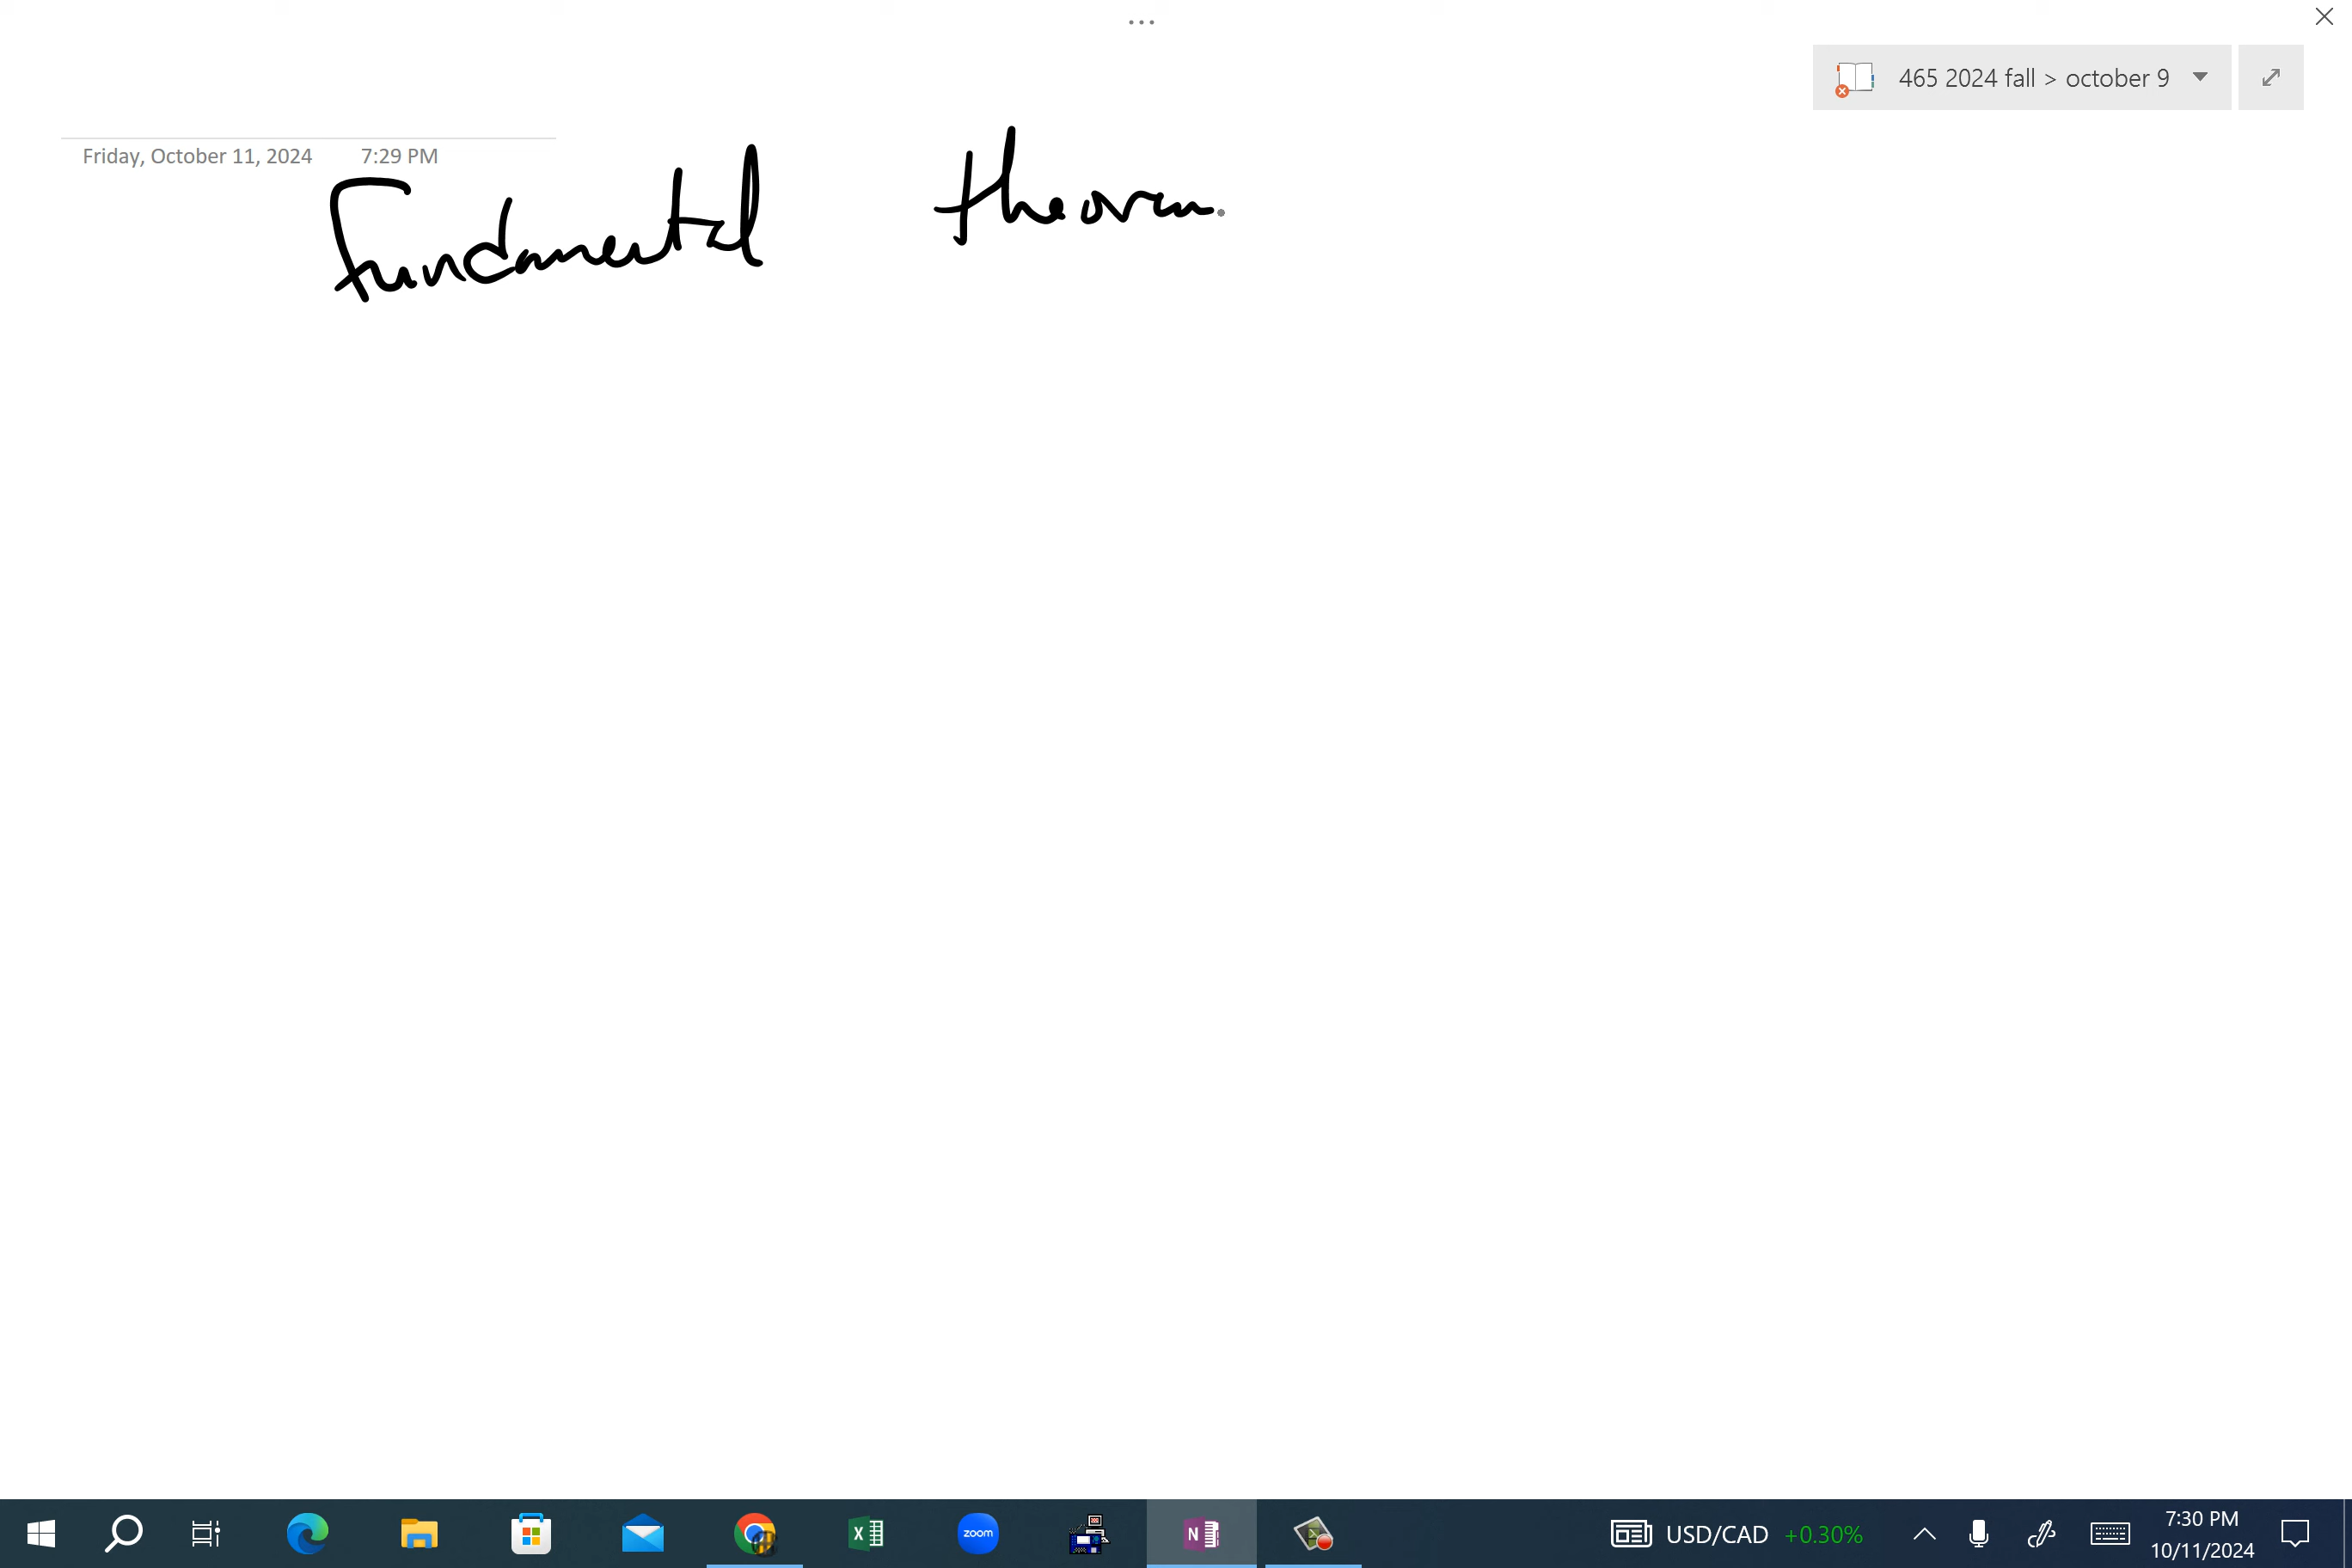 465 2024 fall > october 9
Friday, October 11, 2024 7:29 PM
Fundamental theorem.
zoom
USD/CAD +0.30%
7:30 PM
10/11/2024